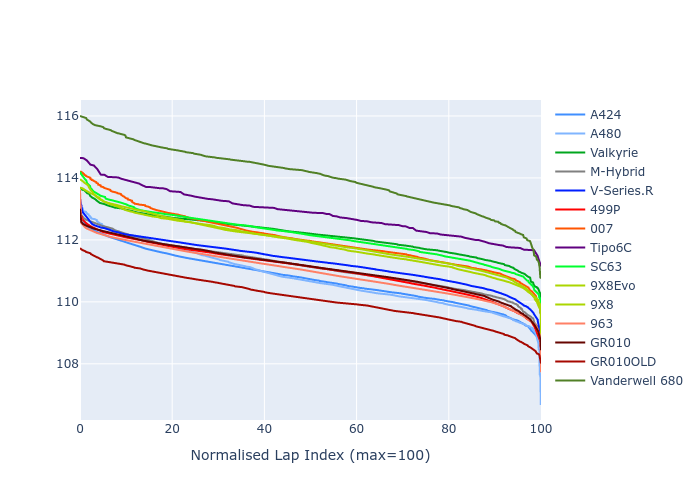 116
114
112
110
108
0 20 40 60 80 100
Normalised Lap Index (max=100)
A424
A480
Valkyrie
M-Hybrid
V-Series.R
499P
007
Tipo6C
SC63
9X8Evo
9X8
963
GR010
GR010OLD
Vanderwell 680